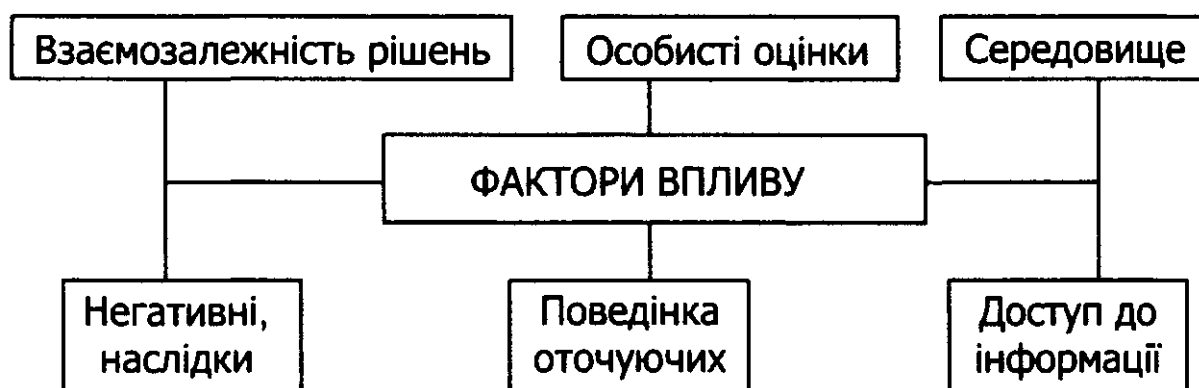 Взаємозалежність рішень
Особисті оцінки
Середовище
ФАКТОРИ ВПЛИВУ
Негативні,
наслідки
Поведінка
оточуючих
Доступ до
інформації